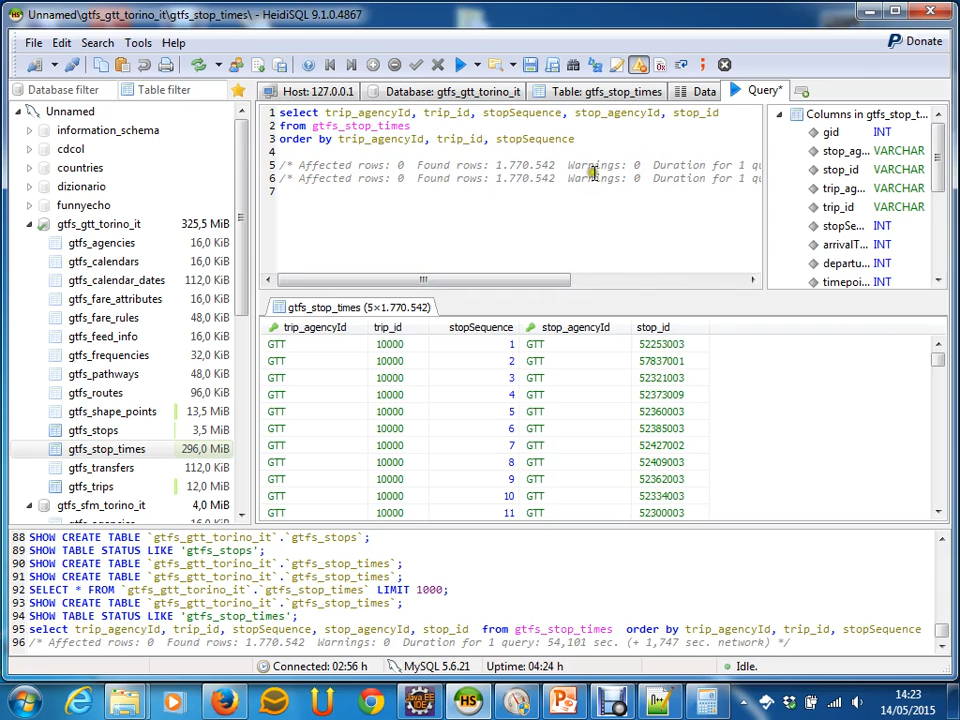 Unnamed\gtfs_gtt_torino_it\gtfs_stop_times\ - HeidiSQL 9.1.0.4867
File Edit Search Tools Help
Donate
Database filter Table filter
Host: 127.0.0.1 Database: gtfs_gtt_torino_it Table: gtfs_stop_times Data Query*
Unnamed
information_schema
cdcol
countries
dizionario
funnyecho
gtfs_gtt_torino_it 325,5 MiB
gtfs_agencies 16,0 KiB
gtfs_calendars 16,0 KiB
gtfs_calendar_dates 112,0 KiB
gtfs_fare_attributes 16,0 KiB
gtfs_fare_rules 48,0 KiB
gtfs_feed_info 16,0 KiB
gtfs_frequencies 32,0 KiB
gtfs_pathways 48,0 KiB
gtfs_routes 96,0 KiB
gtfs_shape_points 13,5 MiB
gtfs_stops 3,5 MiB
gtfs_stop_times 296,0 MiB
gtfs_transfers 112,0 KiB
gtfs_trips 12,0 MiB
gtfs_sfm_torino_it 4,0 MiB
1 select trip_agencyId, trip_id, stopSequence, stop_agencyId, stop_id
2 from gtfs_stop_times
3 order by trip_agencyId, trip_id, stopSequence
4
5 /* Affected rows: 0 Found rows: 1.770.542 Warnings: 0 Duration for 1 qu
6 /* Affected rows: 0 Found rows: 1.770.542 Warnings: 0 Duration for 1 qu
7
Columns in gtfs_stop_t...
gid INT
stop_ag... VARCHAR
stop_id VARCHAR
trip_ag... VARCHAR
trip_id VARCHAR
stopSe... INT
arrivalT... INT
departu... INT
timepoi... INT
gtfs_stop_times (5×1.770.542)
trip_agencyId trip_id stopSequence stop_agencyId stop_id
GTT 10000 1 GTT 52253003
GTT 10000 2 GTT 57837001
GTT 10000 3 GTT 52321003
GTT 10000 4 GTT 52373009
GTT 10000 5 GTT 52360003
GTT 10000 6 GTT 52385003
GTT 10000 7 GTT 52427002
GTT 10000 8 GTT 52409003
GTT 10000 9 GTT 52362003
GTT 10000 10 GTT 52334003
GTT 10000 11 GTT 52300003
88 SHOW CREATE TABLE `gtfs_gtt_torino_it`.`gtfs_stops`;
89 SHOW TABLE STATUS LIKE 'gtfs_stops';
90 SHOW CREATE TABLE `gtfs_gtt_torino_it`.`gtfs_stop_times`;
91 SHOW CREATE TABLE `gtfs_gtt_torino_it`.`gtfs_stop_times`;
92 SELECT * FROM `gtfs_gtt_torino_it`.`gtfs_stop_times` LIMIT 1000;
93 SHOW CREATE TABLE `gtfs_gtt_torino_it`.`gtfs_stop_times`;
94 SHOW TABLE STATUS LIKE 'gtfs_stop_times';
95 select trip_agencyId, trip_id, stopSequence, stop_agencyId, stop_id from gtfs_stop_times order by trip_agencyId, trip_id, stopSequence
96 /* Affected rows: 0 Found rows: 1.770.542 Warnings: 0 Duration for 1 query: 54,101 sec. (+ 1,747 sec. network) */
Connected: 02:56 h MySQL 5.6.21 Uptime: 04:24 h Idle.
14:23
14/05/2015